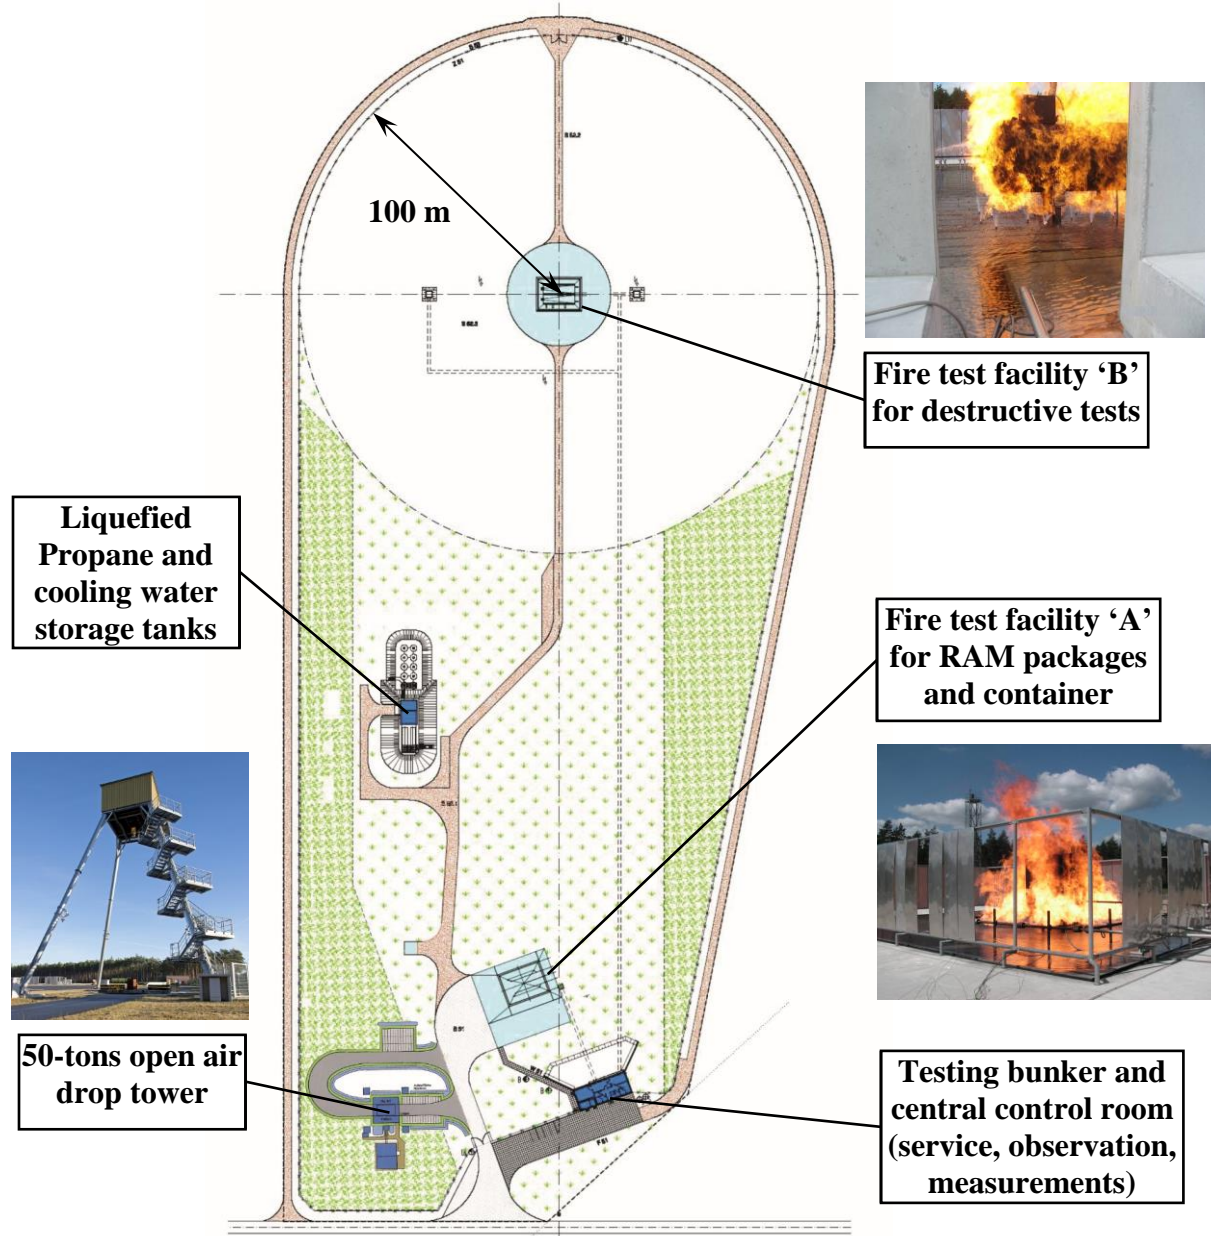 100 m
Fire test facility ‘B’
for destructive tests
Liquefied
Propane and
cooling water
storage tanks
Fire test facility ‘A’
for RAM packages
and container
50-tons open air
drop tower
Testing bunker and
central control room
(service, observation,
measurements)